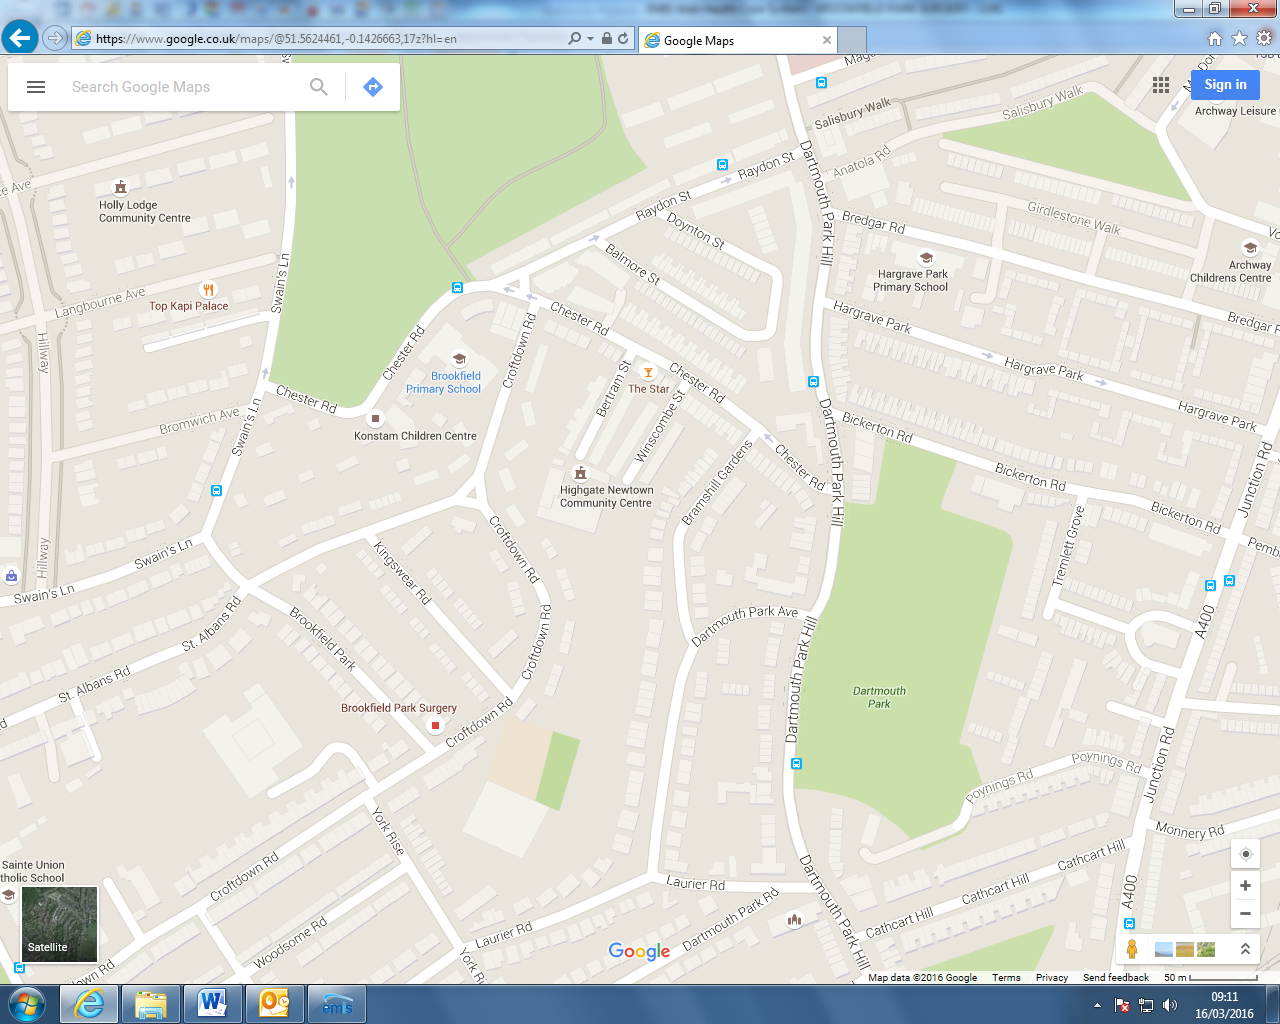 https://www.google.co.uk/maps/@51.5624461,-0.1426663,17z?hl=en
Google Maps
Search Google Maps
Sign in
Archway Leisure
Salisbury Walk
Salisbury Walk
Raydon St
Anatola Rd
Dartmouth Park Hill
Holly Lodge
Community Centre
Raydon St
Doynton St
Bredgar Rd
Girdlestone Walk
Balmore St
Swain's Ln
Hargrave Park
Primary School
Archway
Childrens Centre
Langbourne Ave
Top Kapi Palace
Hillway
Chester Rd
Chester Rd
Croftdown Rd
Hargrave Park
Bredgar Rd
Brookfield
Primary School
Bertram St
The Star
Chester Rd
Hargrave Park
Hargrave Park
Chester Rd
Bromwich Ave
Swain's Ln
Konstam Children Centre
Winscombe St
Dartmouth Park Hill
Bickerton Rd
Bickerton Rd
Bickerton Rd
Junction Rd
Chester Rd
Highgate Newtown
Community Centre
Bramshill Gardens
Swain's Ln
Hillway
Croftdown Rd
Kingswear Rd
Tremlett Grove
Swain's Ln
St. Albans Rd
Brookfield Park
Croftdown Rd
Dartmouth Park Ave
A400
St. Albans Rd
Dartmouth Park Hill
Dartmouth
Park
Brookfield Park Surgery
Croftdown Rd
Poynings Rd
Poynings Rd
Junction Rd
York Rise
Monnery Rd
Sainte Union
tholic School
Croftdown Rd
Cathcart Hill
Cathcart Hill
Cathcart Hill
A400
Laurier Rd
Dartmouth Park Hill
Dartmouth Park Rd
Laurier Rd
Woodsome Rd
York Rise
Satellite
Google
Map data ©2016 Google
Terms
Privacy
Send feedback
50 m
emis
09:11
16/03/2016